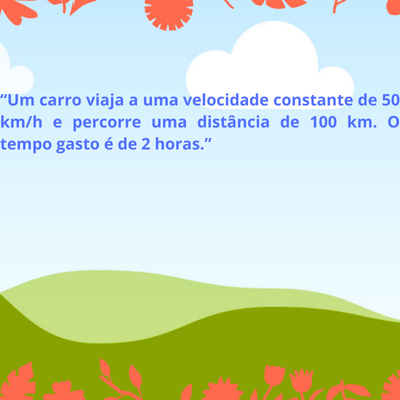 “Um carro viaja a uma velocidade constante de 50
km/h e percorre uma distância de 100 km. O
tempo gasto é de 2 horas.”